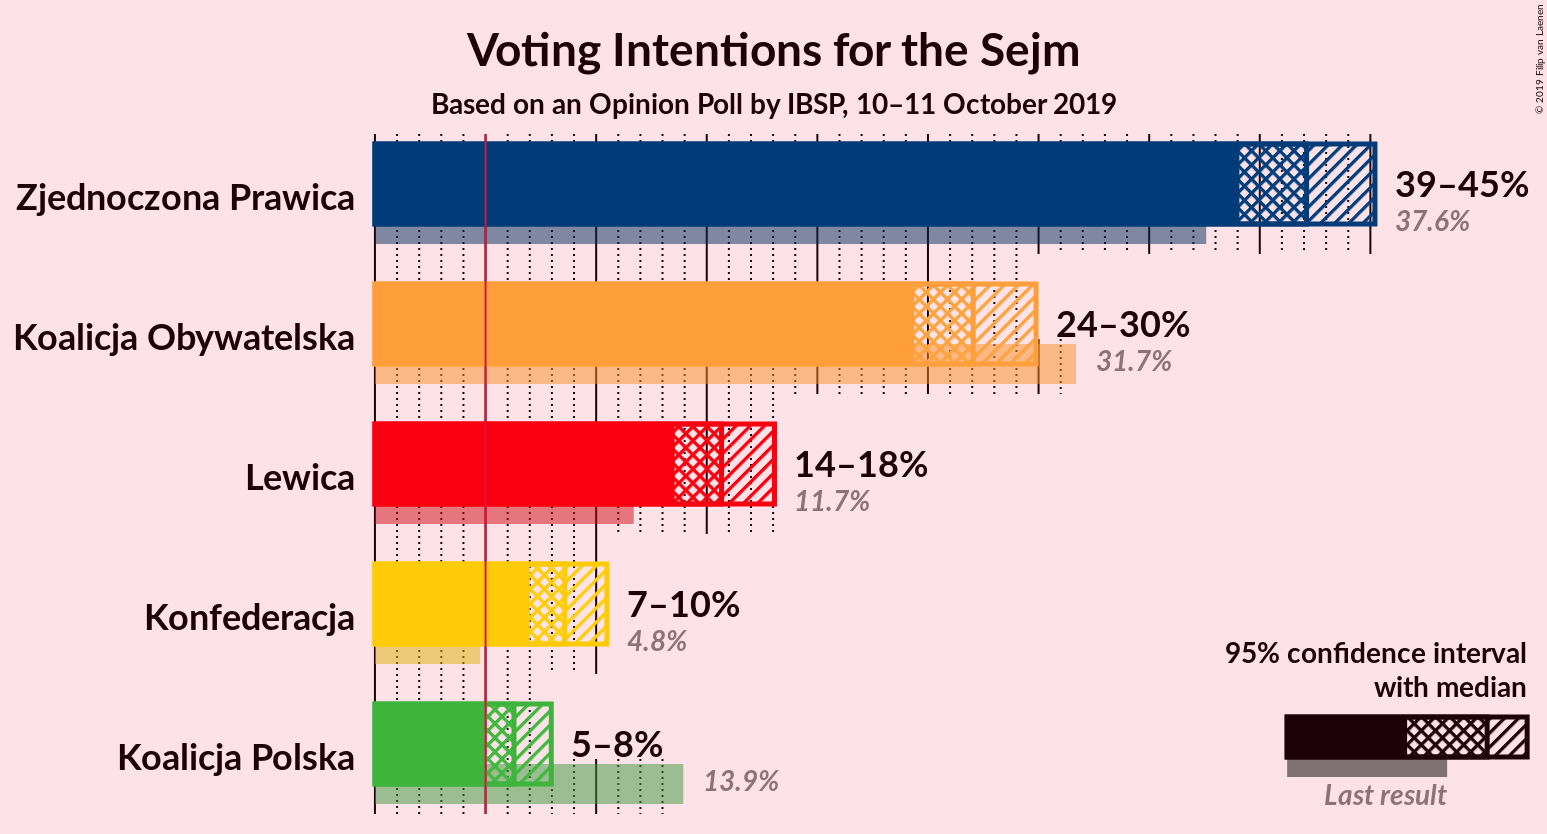 Voting Intentions for the Sejm
Based on an Opinion Poll by IBSP, 10–11 October 2019
© 2019 Filip van Laenen
Zjednoczona Prawica
39–45%
37.6%
Koalicja Obywatelska
24–30%
31.7%
Lewica
14–18%
11.7%
Konfederacja
7–10%
4.8%
Koalicja Polska
5–8%
13.9%
95% confidence interval
with median
Last result